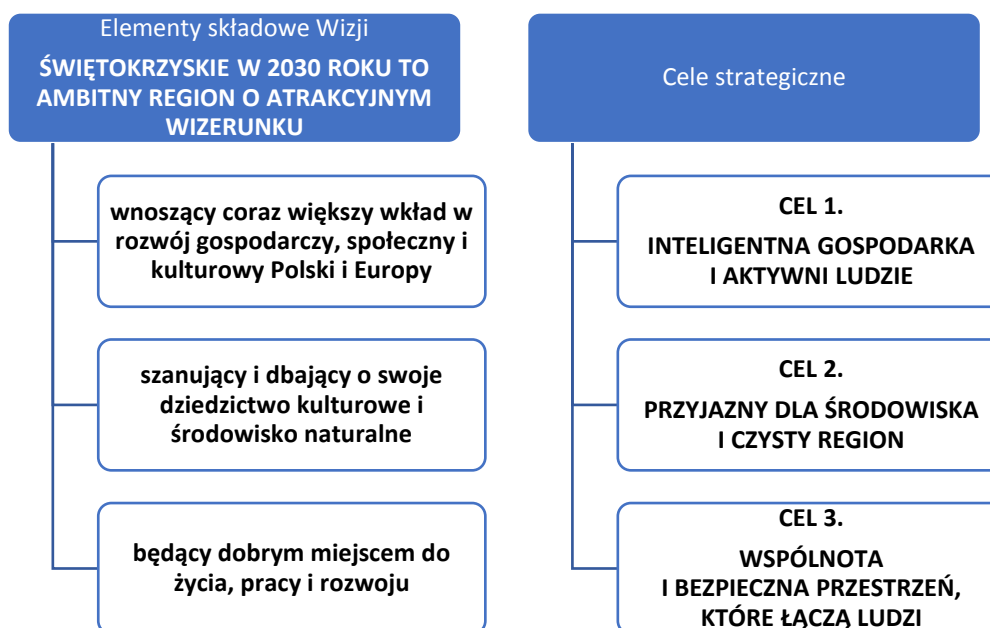 Elementy składowe Wizji
ŚWIĘTOKRZYSKIE W 2030 ROKU TO
AMBITNY REGION O ATRAKCYJNYM
WIZERUNKU
wnoszący coraz większy wkład w
rozwój gospodarczy, społeczny i
kulturowy Polski i Europy
szanujący i dbający o swoje
dziedzictwo kulturowe i
środowisko naturalne
będący dobrym miejscem do
życia, pracy i rozwoju
Cele strategiczne
CEL 1.
INTELIGENTNA GOSPODARKA
I AKTYWNI LUDZIE
CEL 2.
PRZYJAZNY DLA ŚRODOWISKA
I CZYSTY REGION
CEL 3.
WSPÓLNOTA
I BEZPIECZNA PRZESTRZEŃ,
KTÓRE ŁĄCZĄ LUDZI